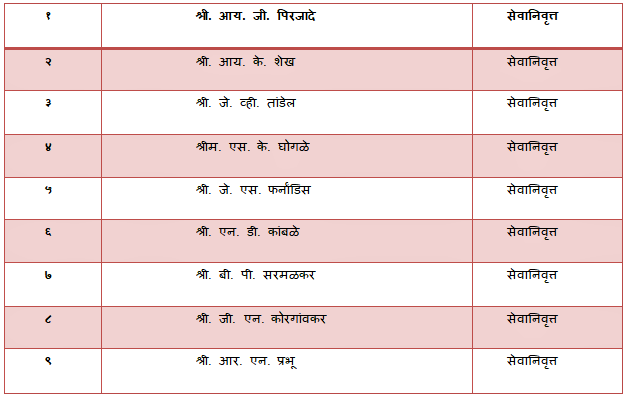 १ श्री. आय. जी. पिरजादे सेवानिवृत्त
२ श्री. आय. के. शेख सेवानिवृत्त
३ श्री. जे. व्ही. तांडेल सेवानिवृत्त
४ श्रीम. एस. के. घोगळे सेवानिवृत्त
५ श्री. जे. एस. फर्नांडिस सेवानिवृत्त
६ श्री. एन. डी. कांबळे सेवानिवृत्त
७ श्री. बी. पी. सरमळकर सेवानिवृत्त
८ श्री. जी. एन. कोरगांवकर सेवानिवृत्त
९ श्री. आर. एन. प्रभू सेवानिवृत्त